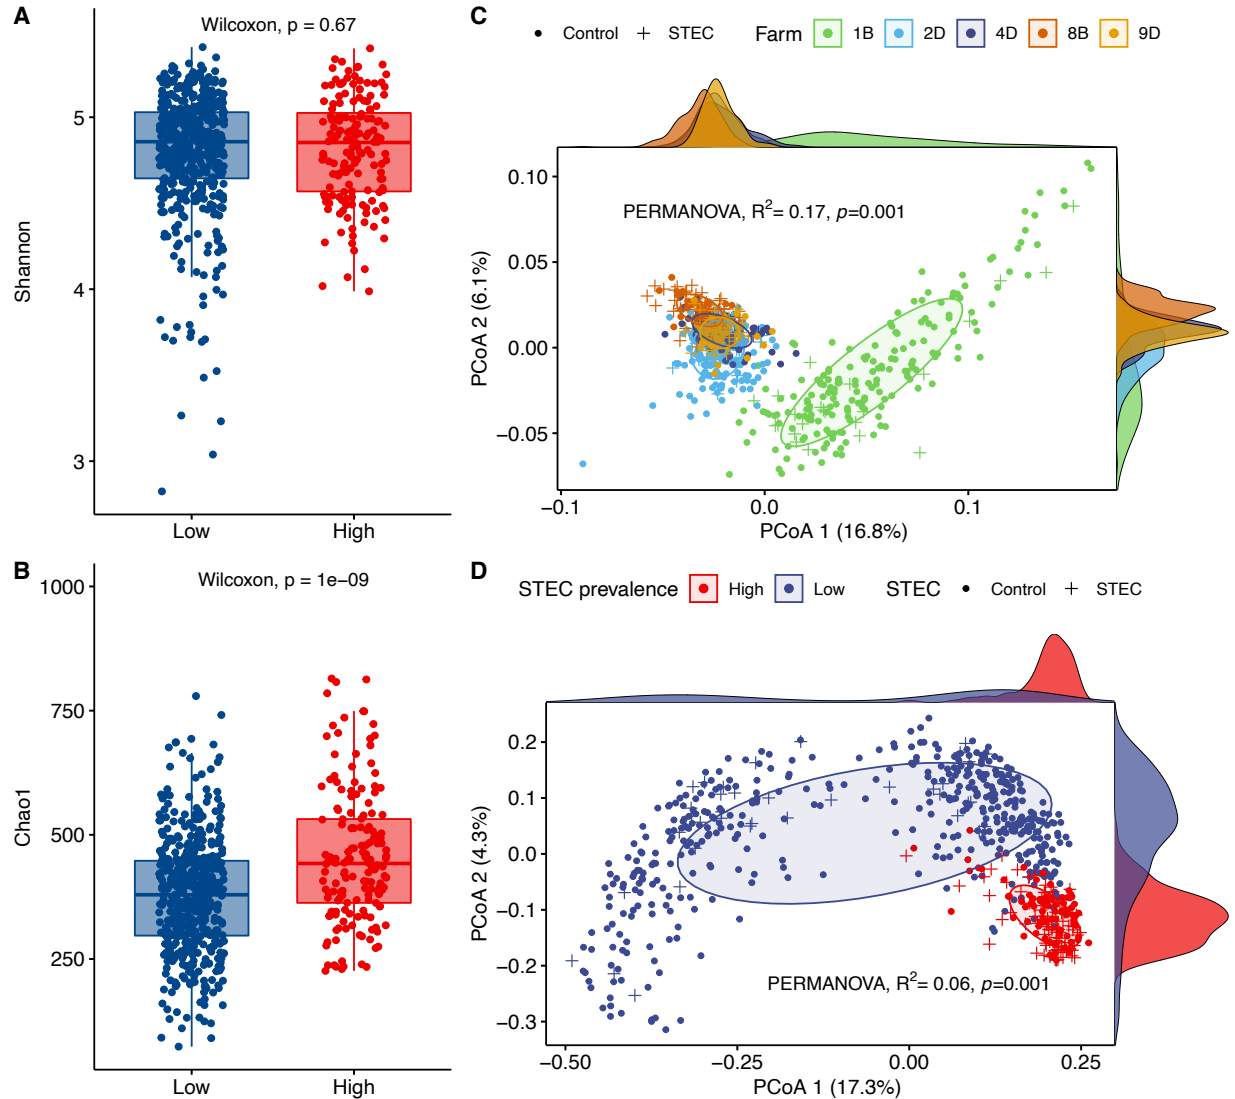 A
Wilcoxon, p = 0.67
Shannon
5
4
3
Low
High
B
Wilcoxon, p = 1e−09
Chao1
1000
750
500
250
Low
High
C
Control
STEC
Farm
1B
2D
4D
8B
9D
PERMANOVA, R2= 0.17, p=0.001
PCoA 2 (6.1%)
0.10
0.05
0.00
−0.05
−0.1
0.0
0.1
PCoA 1 (16.8%)
D
STEC prevalence
High
Low
STEC
Control
STEC
PERMANOVA, R2= 0.06, p=0.001
PCoA 2 (4.3%)
0.2
0.1
0.0
−0.1
−0.2
−0.3
−0.50
−0.25
0.00
0.25
PCoA 1 (17.3%)